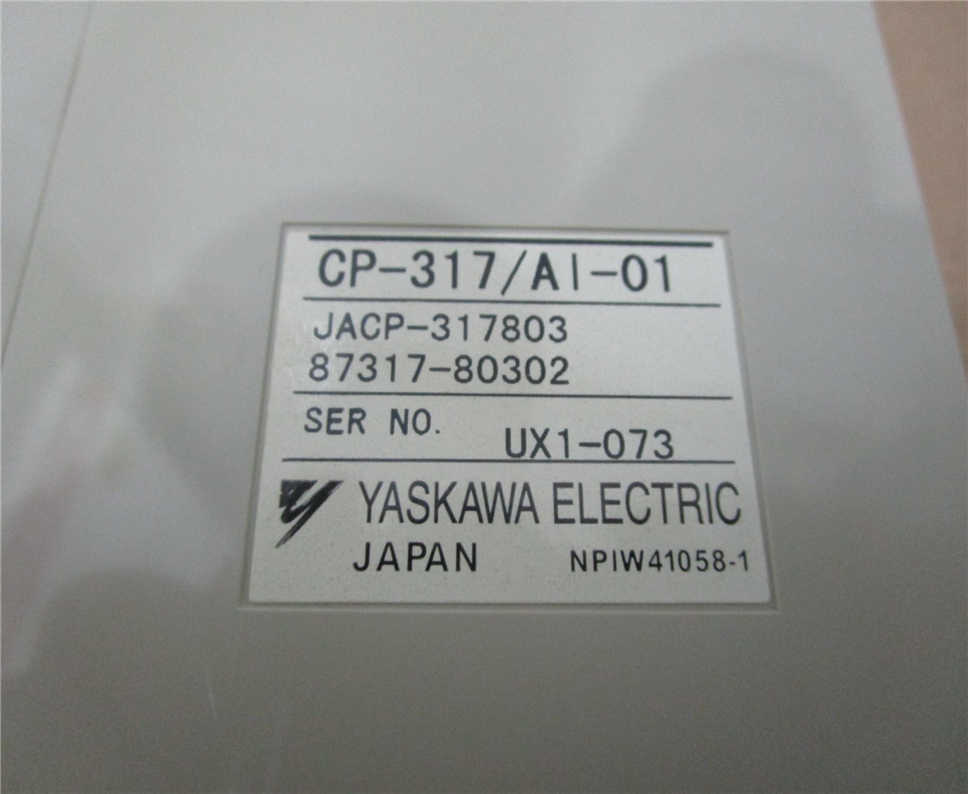 CP-317/AI-01
JACP-317803
87317-80302
SER NO. UX1-073
YASKAWA ELECTRIC
JAPAN NPIW41058-1